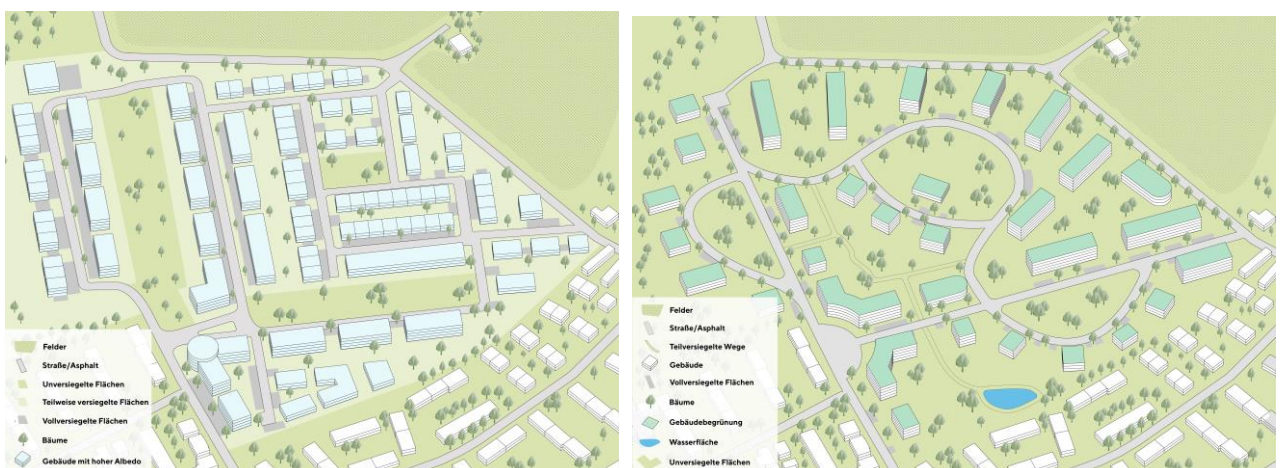 Felder
Straße/Asphalt
Unversiegelte Flächen
Teilweise versiegelte Flächen
Vollversiegelte Flächen
Bäume
Gebäude mit hoher Albedo
Felder
Straße/Asphalt
Teilversiegelte Wege
Gebäude
Vollversiegelte Flächen
Bäume
Gebäudebegrünung
Wasserfläche
Unversiegelte Flächen